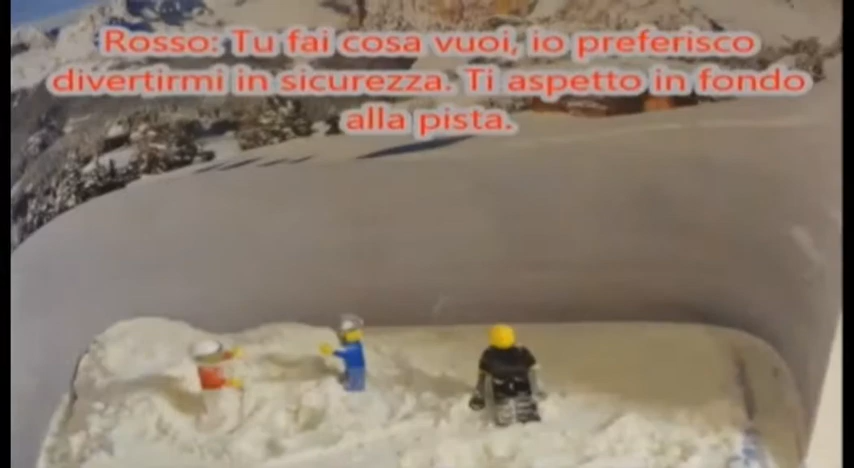 Rosso: Tu fai cosa vuoi, io preferisco
divertirmi in sicurezza. Ti aspetto in fondo
alla pista.